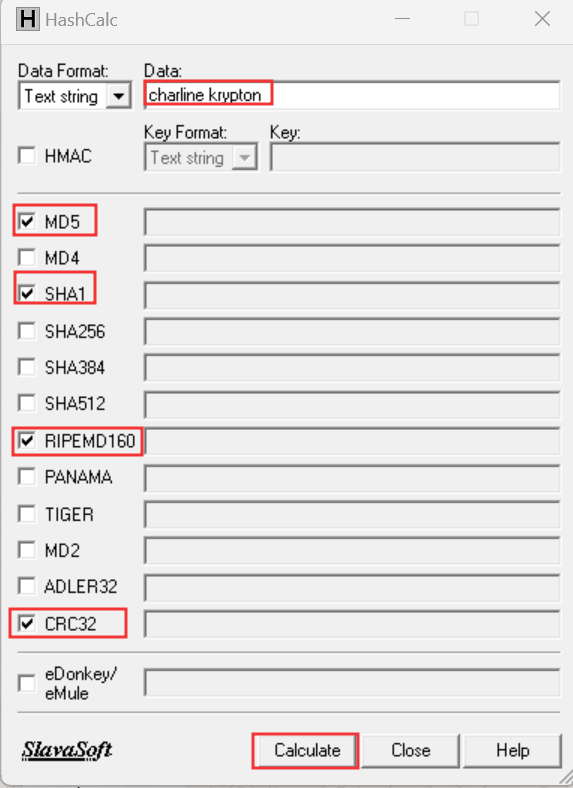 H HashCalc
Data Format: Data:
Text string charline krypton
Key Format: Key:
HMAC Text string
MD5
MD4
SHA1
SHA256
SHA384
SHA512
RIPEMD160
PANAMA
TIGER
MD2
ADLER32
CRC32
eDonkey/
eMule
SlavaSoft Calculate Close Help